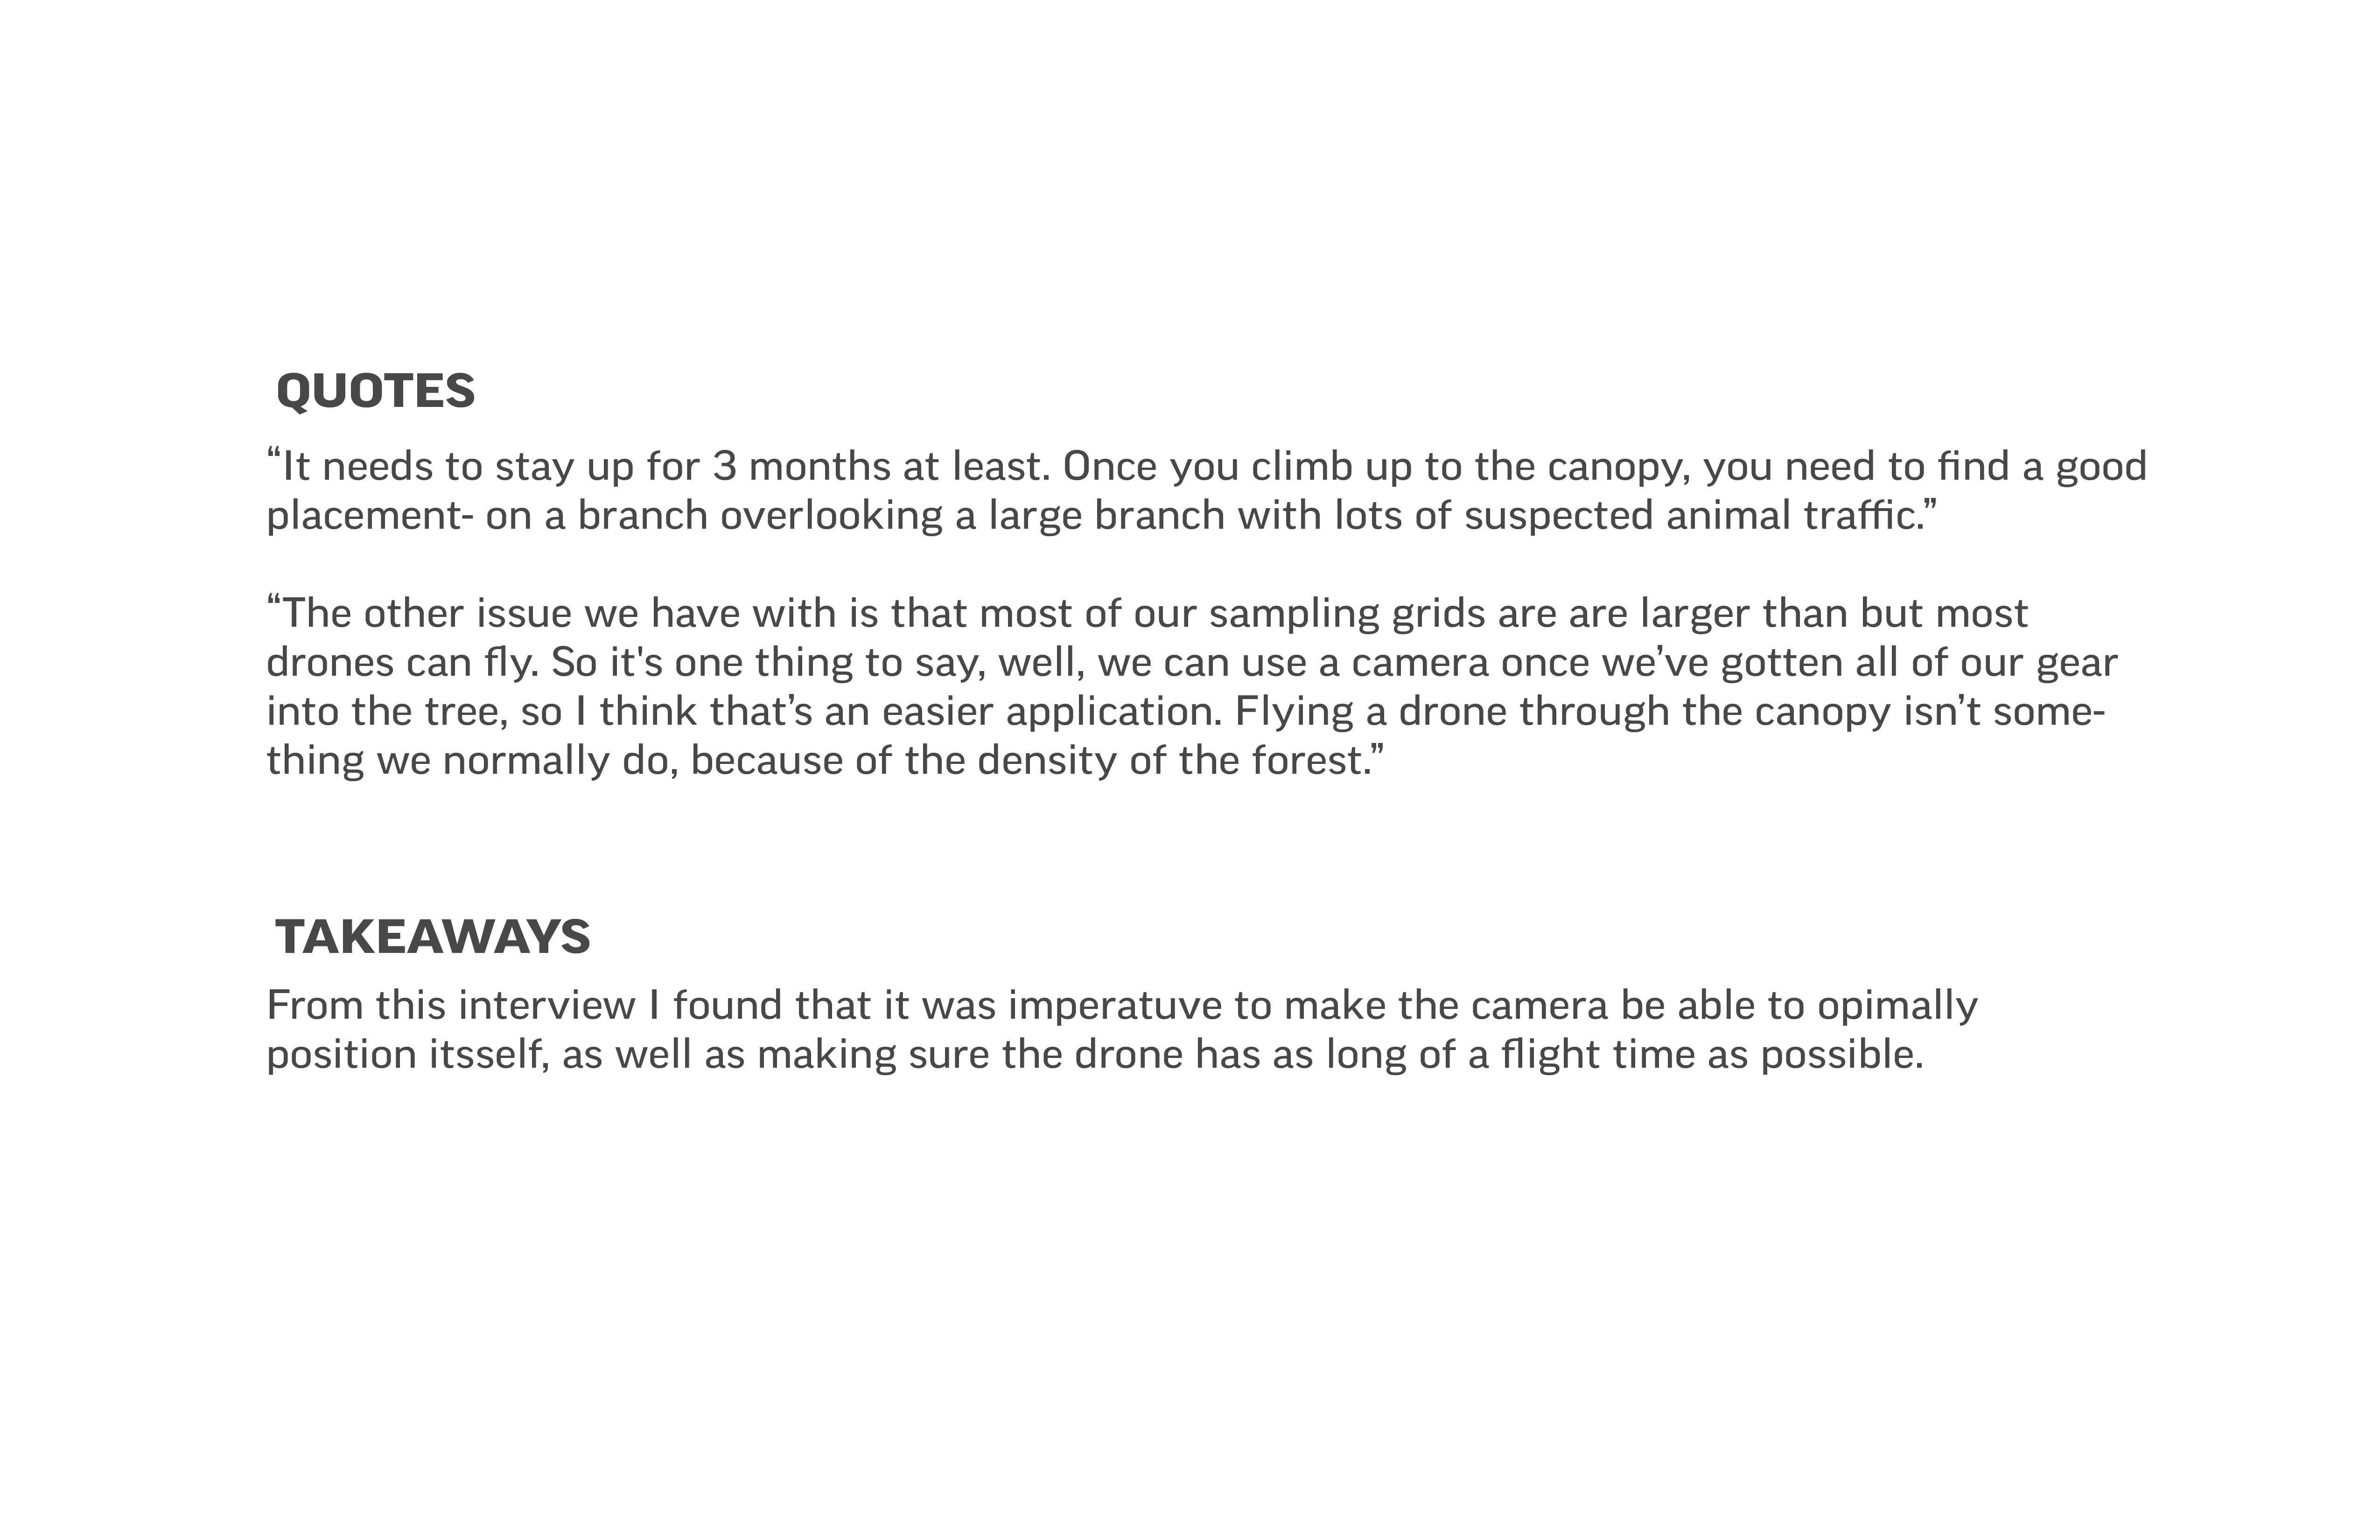 QUOTES
“It needs to stay up for 3 months at least. Once you climb up to the canopy, you need to find a good
placement- on a branch overlooking a large branch with lots of suspected animal traffic.”
“The other issue we have with is that most of our sampling grids are are larger than but most
drones can fly. So it's one thing to say, well, we can use a camera once we’ve gotten all of our gear
into the tree, so I think that’s an easier application. Flying a drone through the canopy isn’t some-
thing we normally do, because of the density of the forest.”
TAKEAWAYS
From this interview I found that it was imperatuve to make the camera be able to opimally
position itsself, as well as making sure the drone has as long of a flight time as possible.